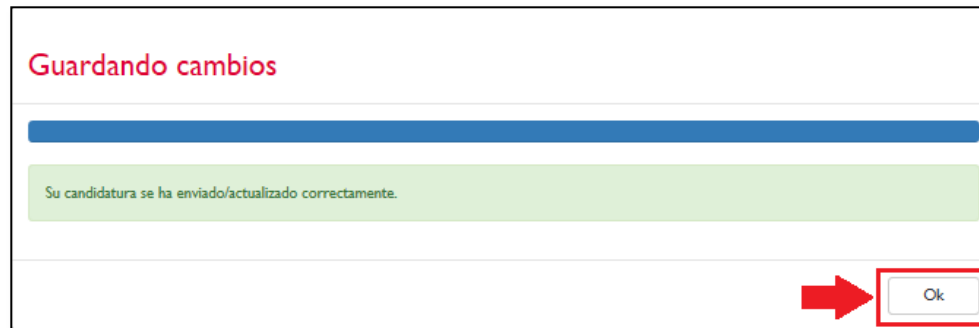 Guardando cambios
Su candidatura se ha enviado/actualizado correctamente.
Ok